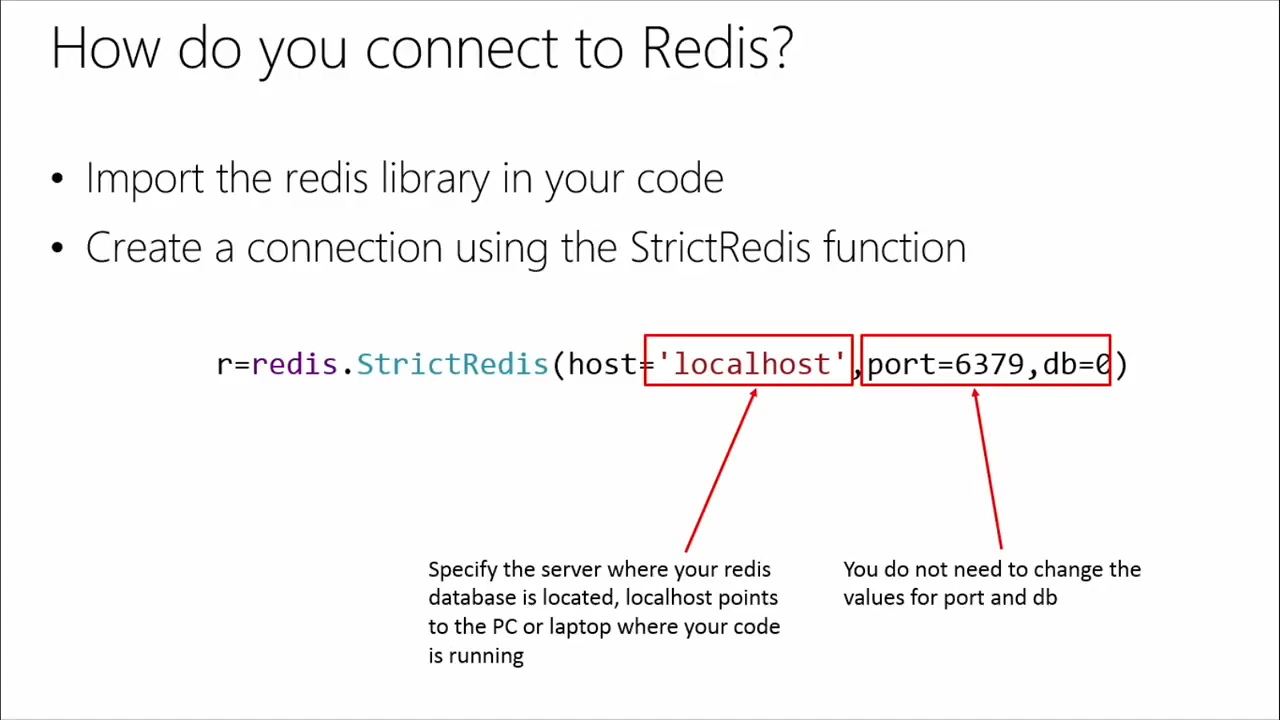 How do you connect to Redis?
• Import the redis library in your code
• Create a connection using the StrictRedis function
r=redis.StrictRedis(host='localhost',port=6379,db=0)
Specify the server where your redis
database is located, localhost points
to the PC or laptop where your code
is running
You do not need to change the
values for port and db